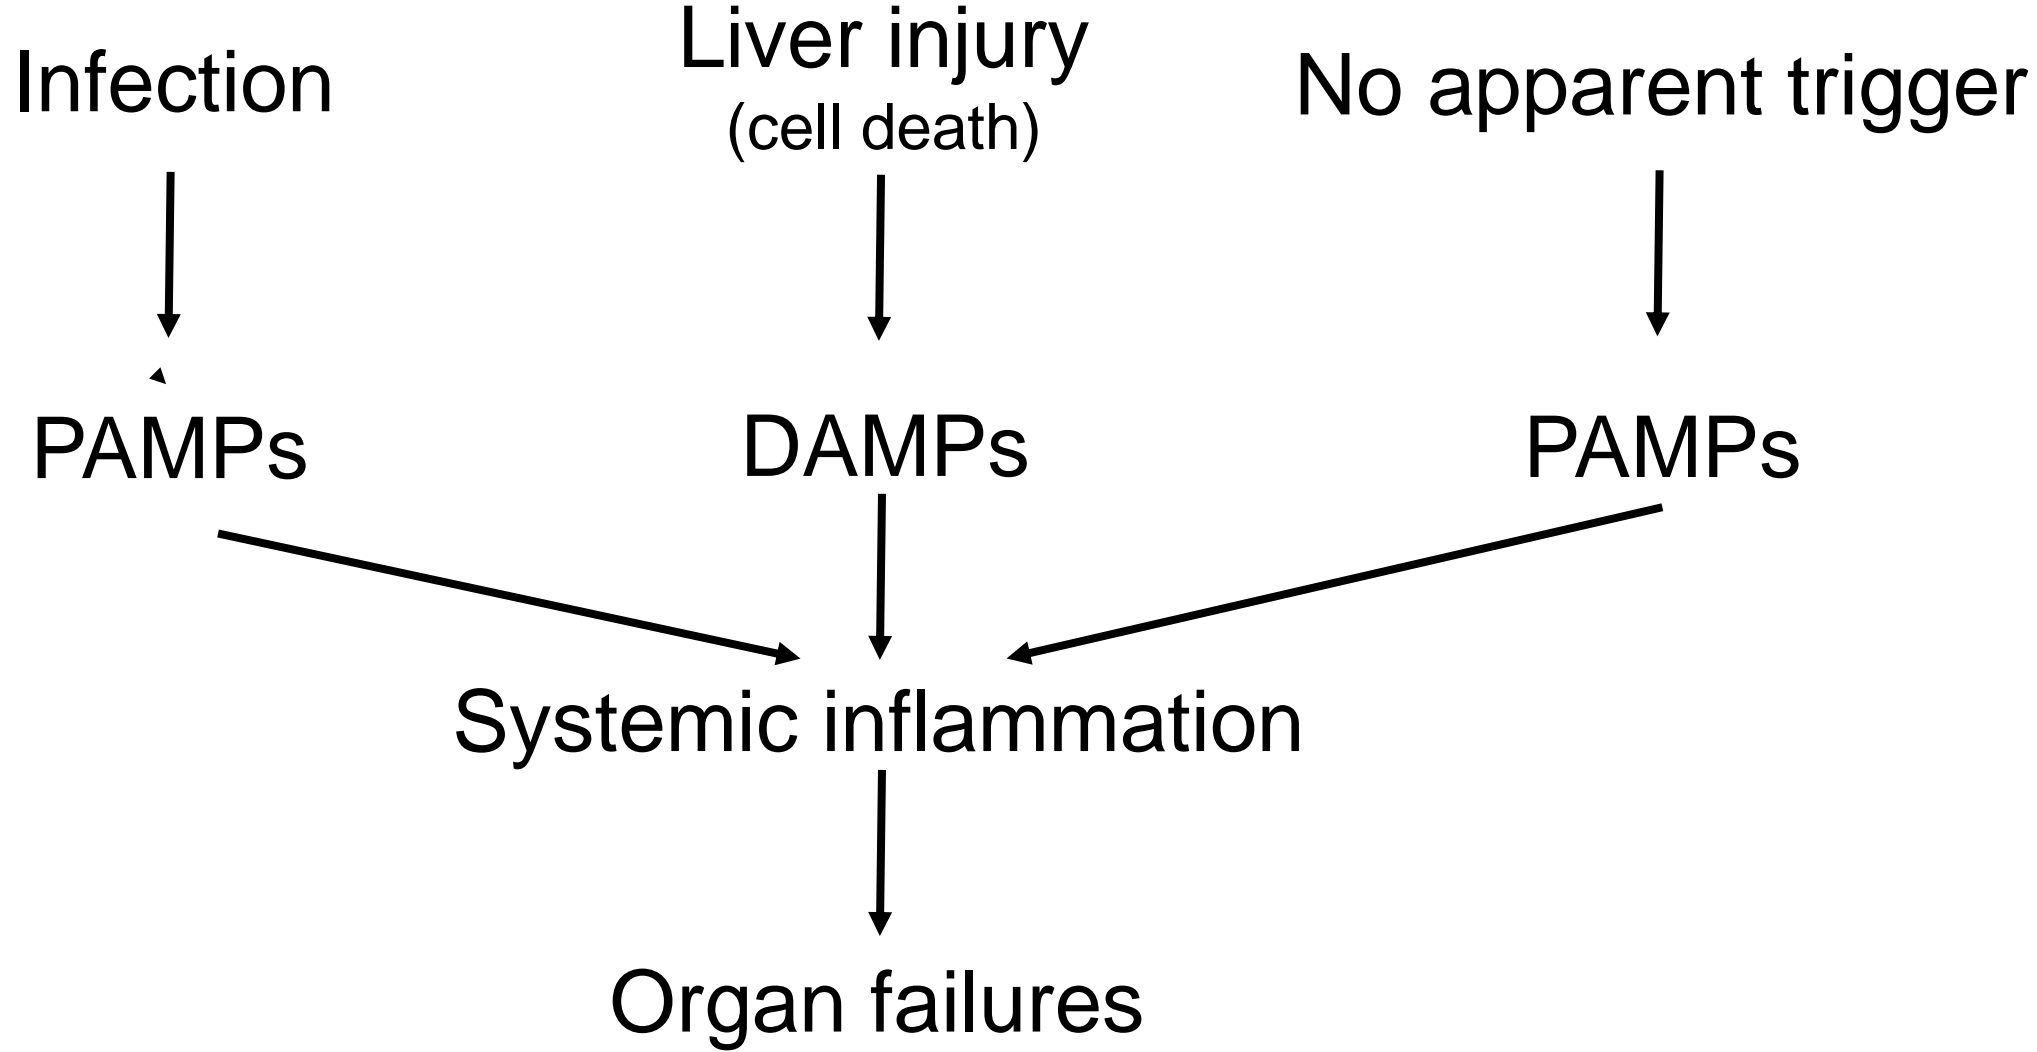 Infection
Liver injury
(cell death)
No apparent trigger
PAMPs
DAMPs
PAMPs
Systemic inflammation
Organ failures